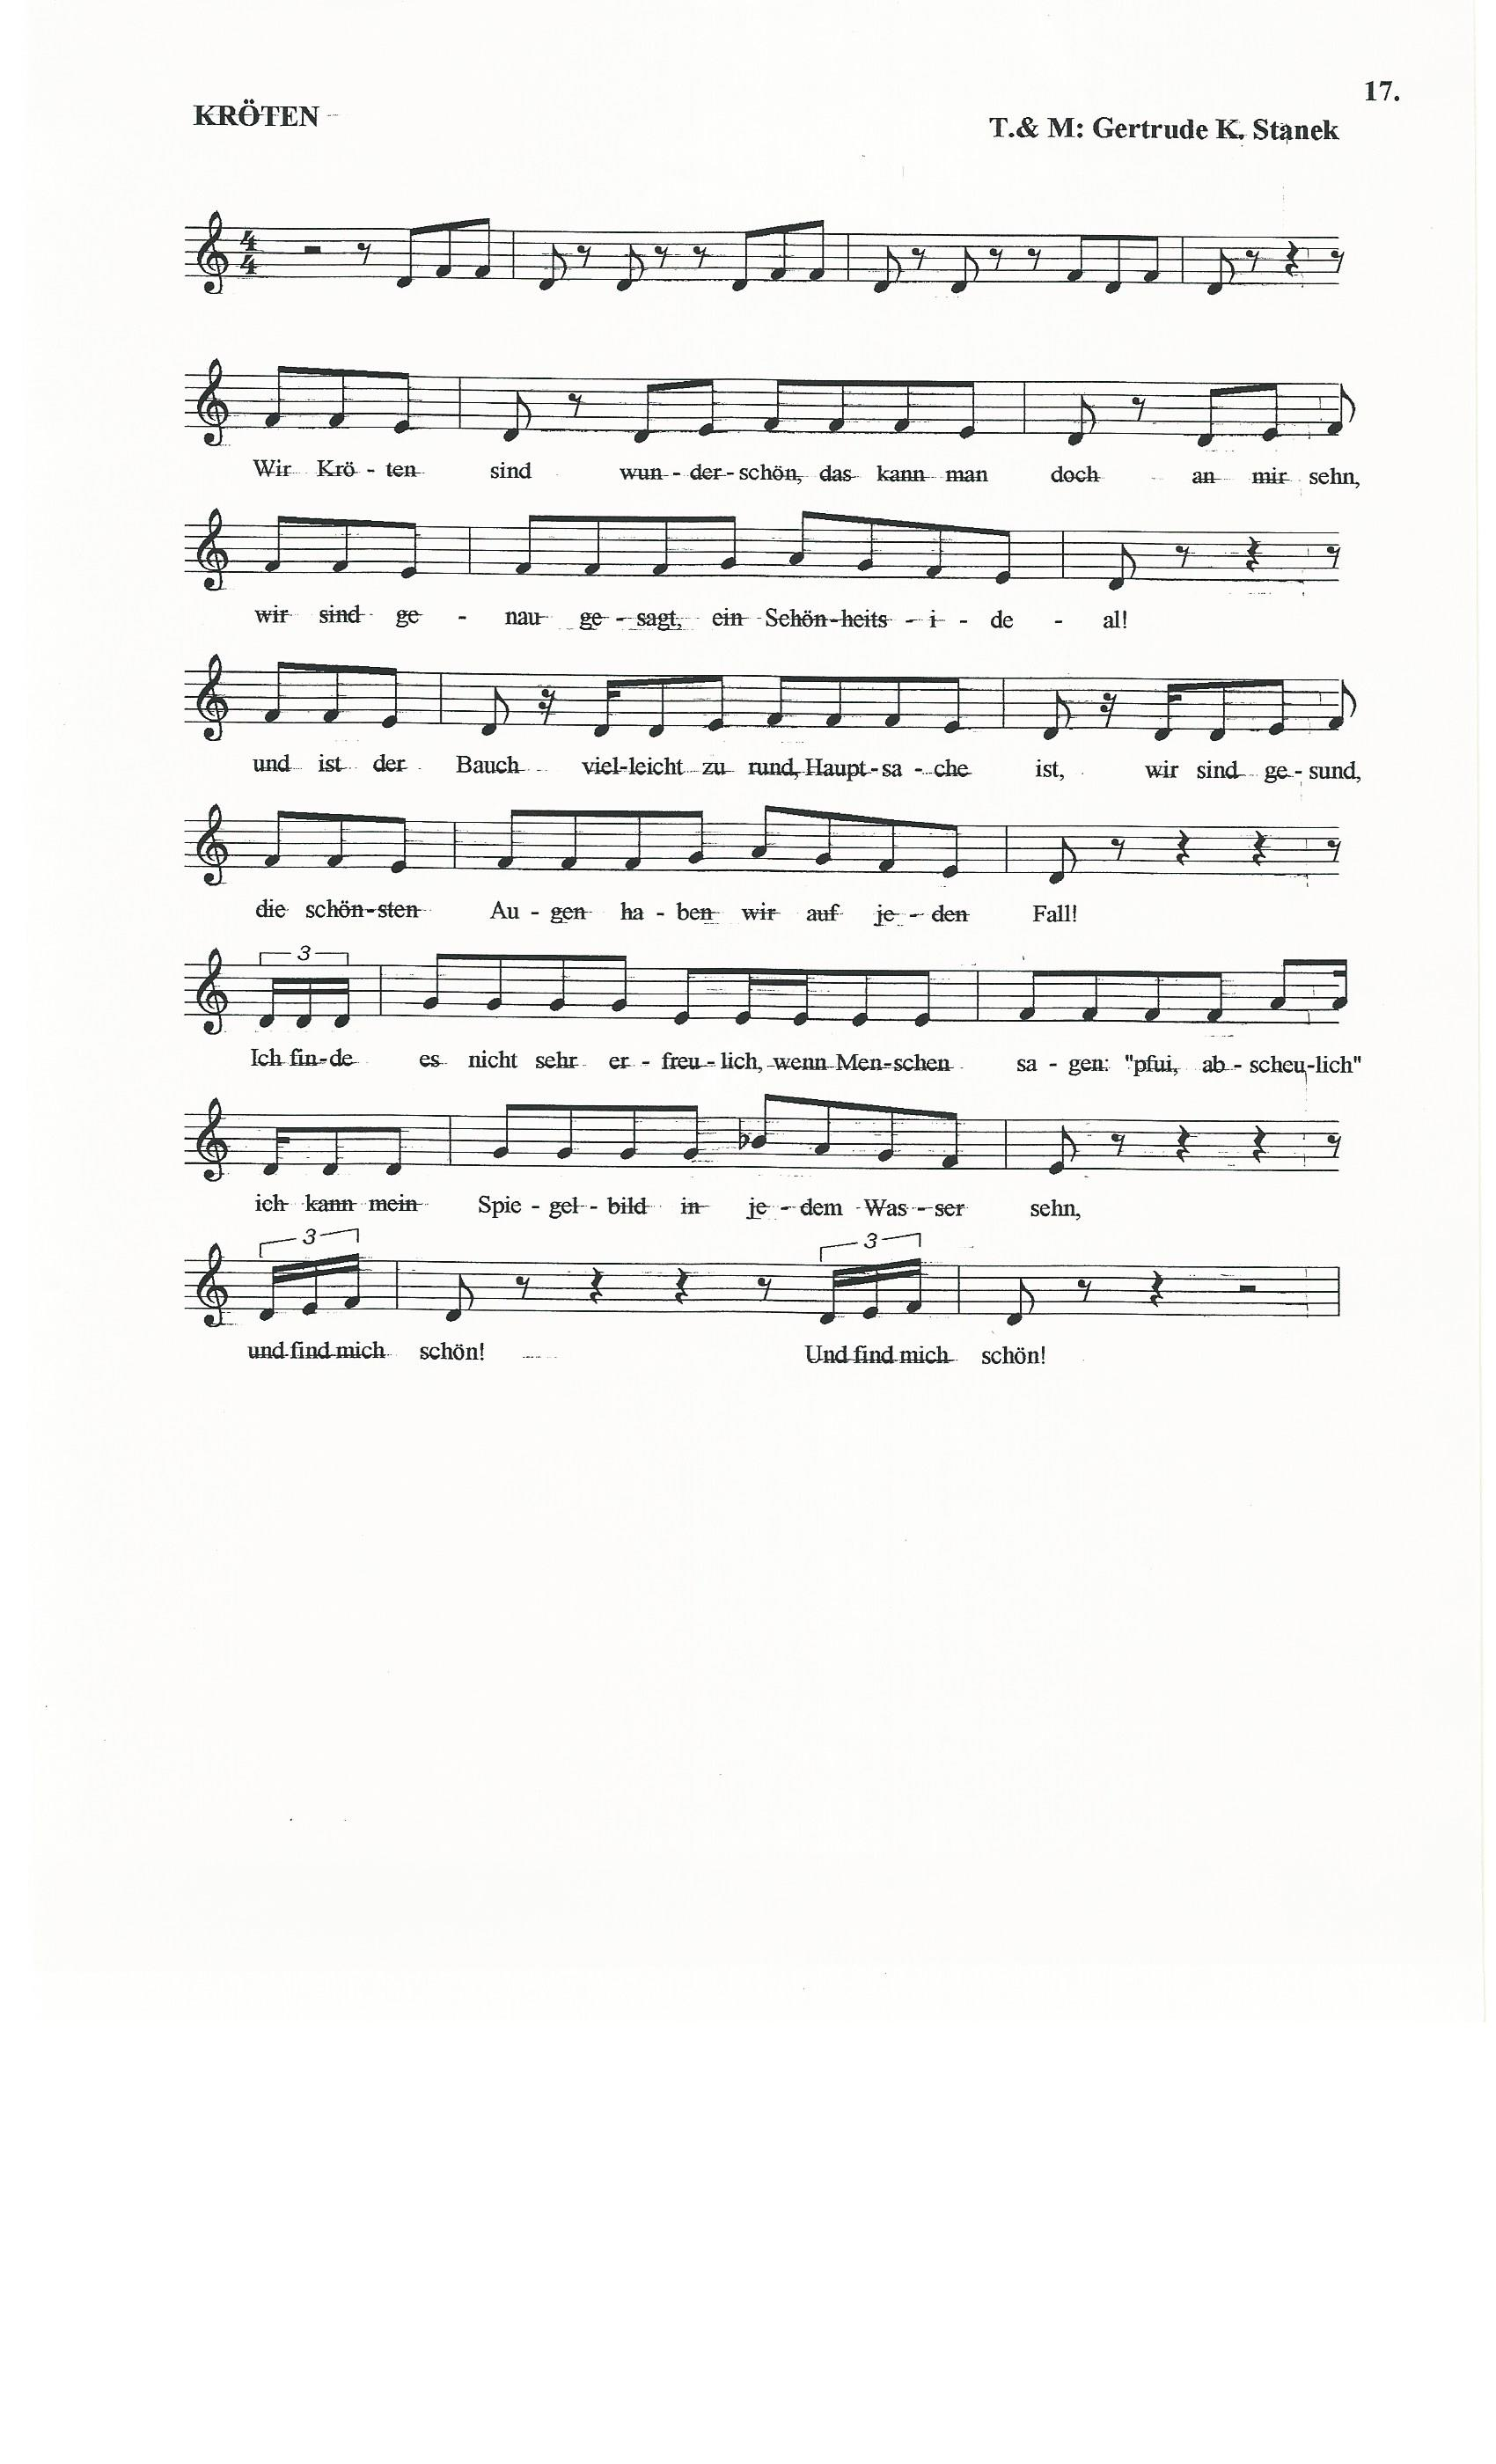 17.
KRÖTEN
T.& M: Gertrude K. Stanek
4
4
Wir Krö - ten sind wun - der - schön, das kann man doch an mir sehn,
wir sind ge - nau ge - sagt, ein Schön - heits - i - de - al!
und ist der Bauch viel - leicht zu rund, Haupt - sa - che ist, wir sind ge - sund,
die schön - sten Au - gen ha - ben wir auf je - den Fall!
3
Ich fin - de es nicht sehr er - freu - lich, wenn Men - schen sa - gen: "pfui, ab - scheu - lich"
ich kann mein Spie - gel - bild in je - dem Was - ser sehn,
3 3
und find mich schön! Und find mich schön!